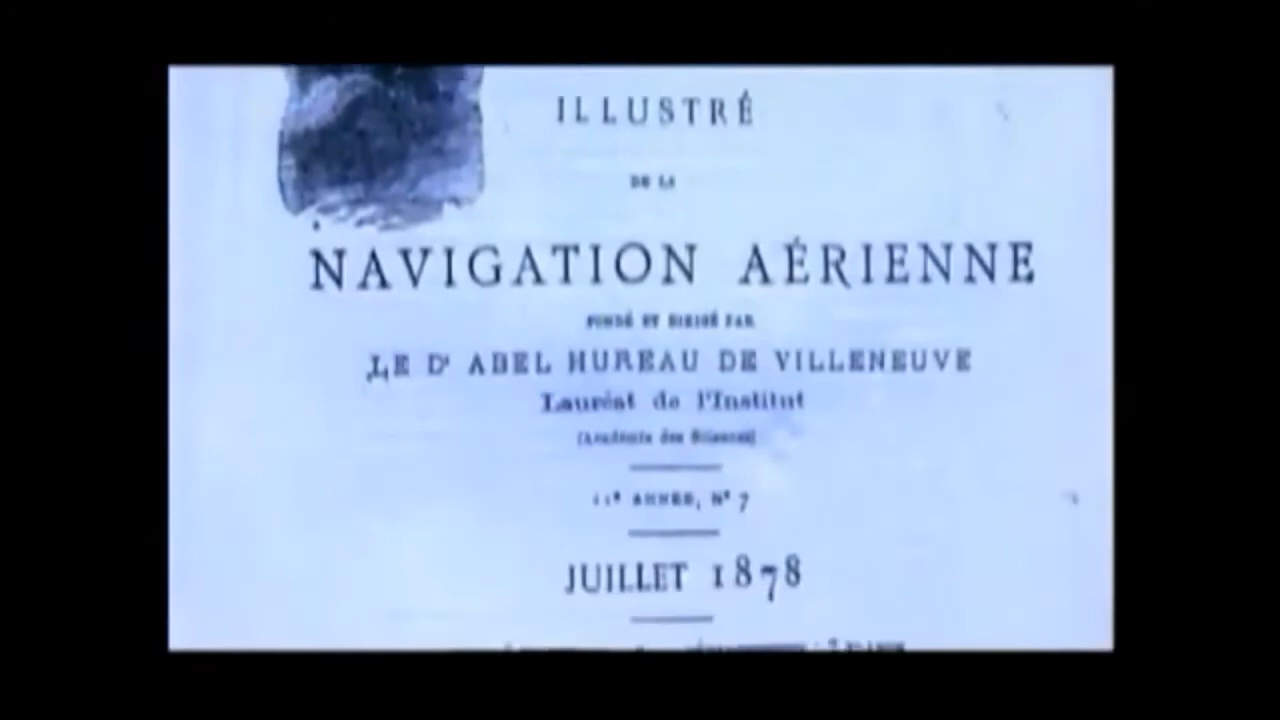 ILLUSTRÉ
DE LA
NAVIGATION AÉRIENNE
FONDÉ ET DIRIGÉ PAR
LE Dr ABEL HUREAU DE VILLENEUVE
Lauréat de l'Institut
(Académie des Sciences)
11e ANNÉE, No 7
JUILLET 1878